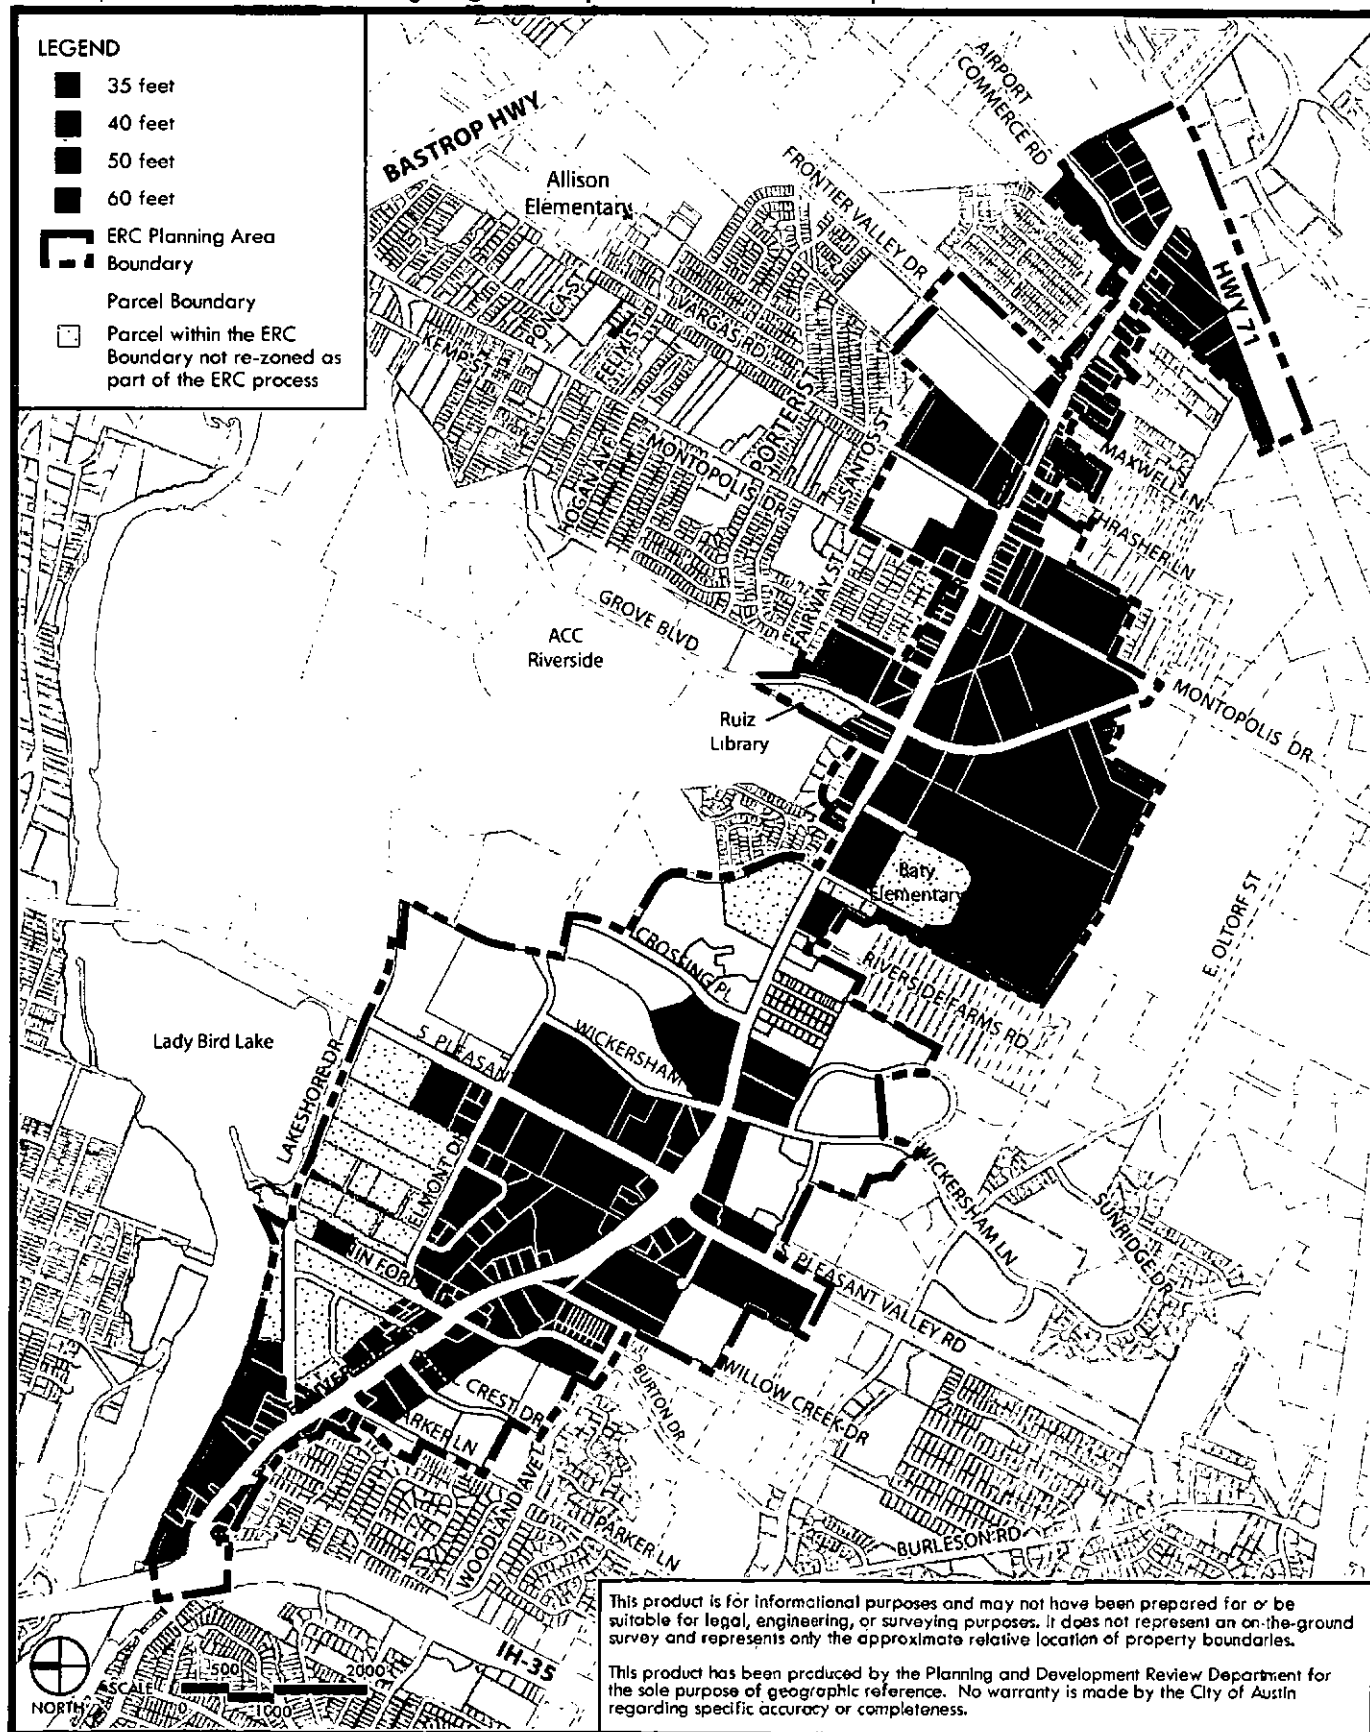 LEGEND
35 feet
40 feet
50 feet
60 feet
ERC Planning Area
Boundary
Parcel Boundary
Parcel within the ERC
Boundary not re-zoned as
part of the ERC process
BASTROP HWY
AIRPORT
COMMERCE RD
Allison
Elementary
FRONTIER VALLEY DR
HWY 71
VARGAS RD
KEMP ST
FELIX
PORTER ST
SANTOS ST
MONTOPOLIS DR
HOGAN AVE
MAXWELL LN
THRASHER LN
FAIRWAY ST
GROVE BLVD
ACC
Riverside
MONTOPOLIS DR
Ruiz
Library
Baty
Elementary
E. OLTORF ST
CROSSING PL
RIVERSIDE FARMS RD
Lady Bird Lake
LAKESHORE DR
S PLEASAN
WICKERSHAM
ELMONT DR
WICKERSHAM LN
SUNRIDGE DR
TIN FORD
S PLEASANT VALLEY RD
WILLOW CREEK DR
BURTON DR
CREST DR
ARKER LN
WOODLAND AVE
PARKER LN
BURLESON RD
IH-35
NORTH
SCALE
500
2000
0
1000
This product is for informational purposes and may not have been prepared for or be
suitable for legal, engineering, or surveying purposes. It does not represent an on-the-ground
survey and represents only the approximate relative location of property boundaries.
This product has been produced by the Planning and Development Review Department for
the sole purpose of geographic reference. No warranty is made by the City of Austin
regarding specific accuracy or completeness.